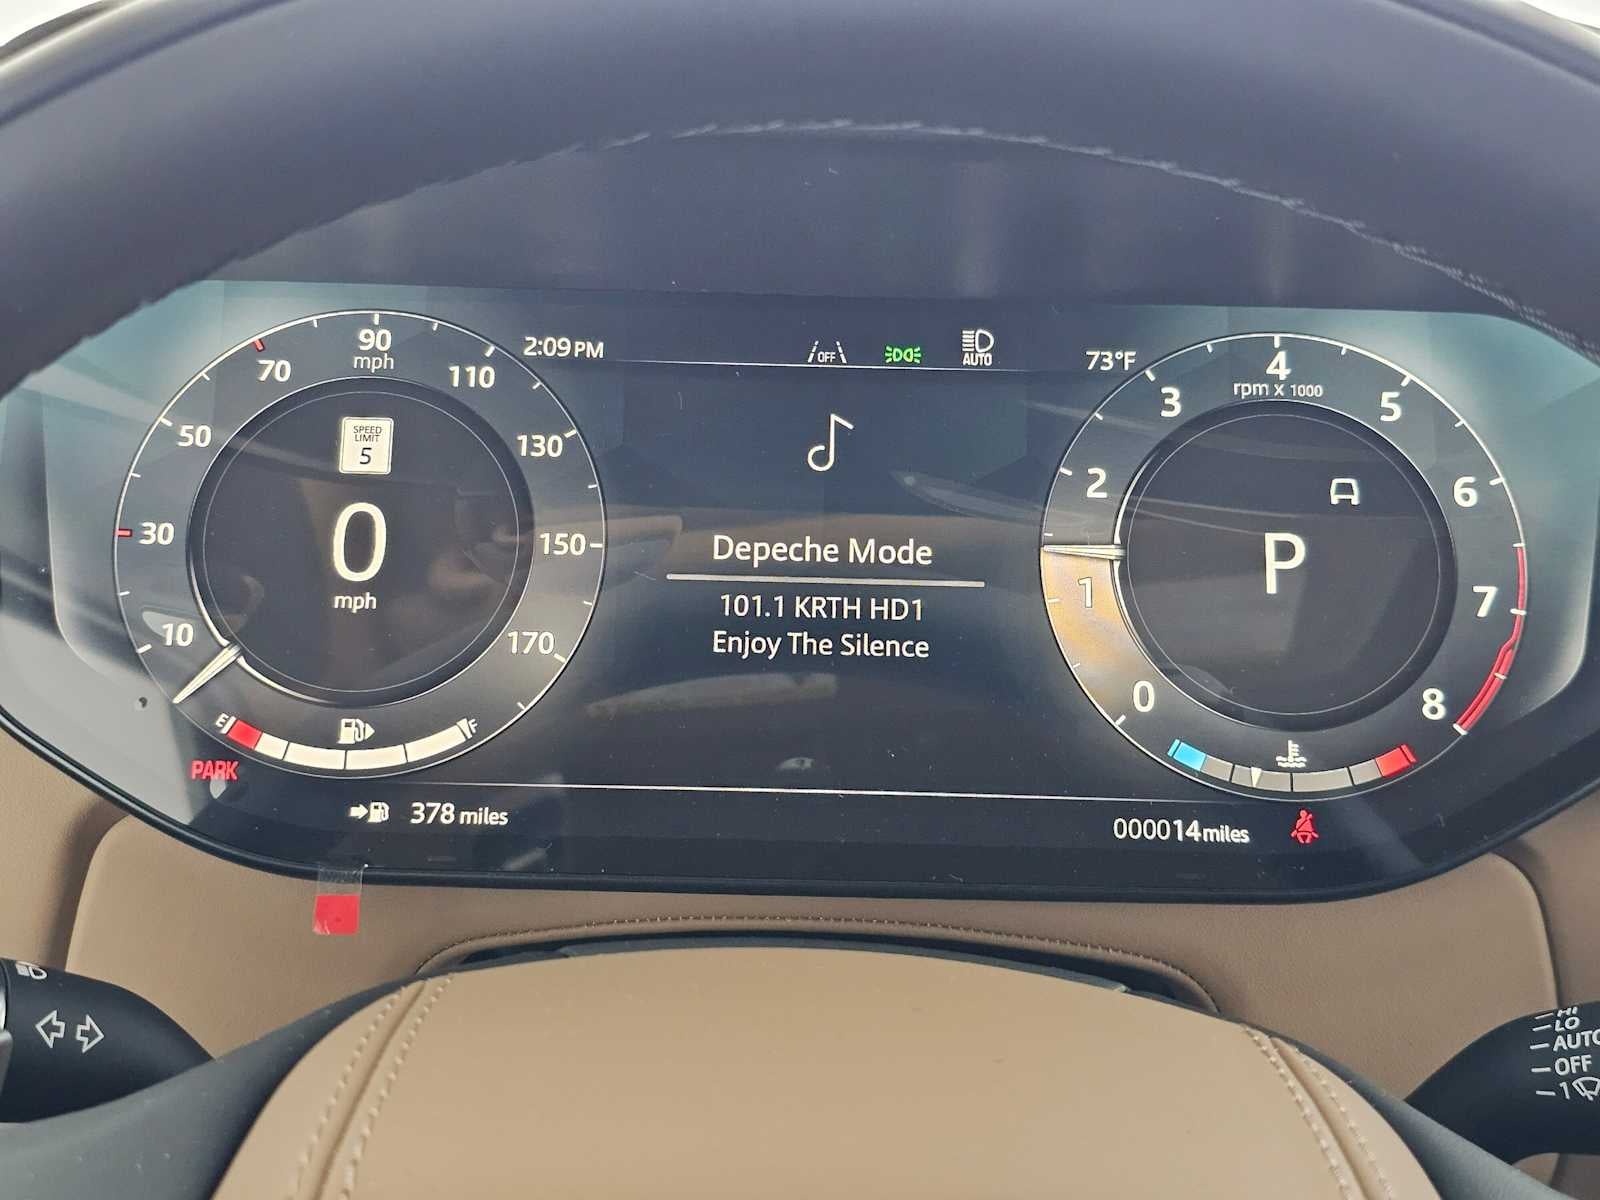 2:09 PM
OFF
AUTO
73°F
10
30
50
70
90
mph
110
130
150
170
SPEED
LIMIT
5
0
mph
E
F
PARK
378 miles
Depeche Mode
101.1 KRTH HD1
Enjoy The Silence
0
1
2
3
4
rpm x 1000
5
6
7
8
P
000014miles
HI
LO
AUTO
OFF
1